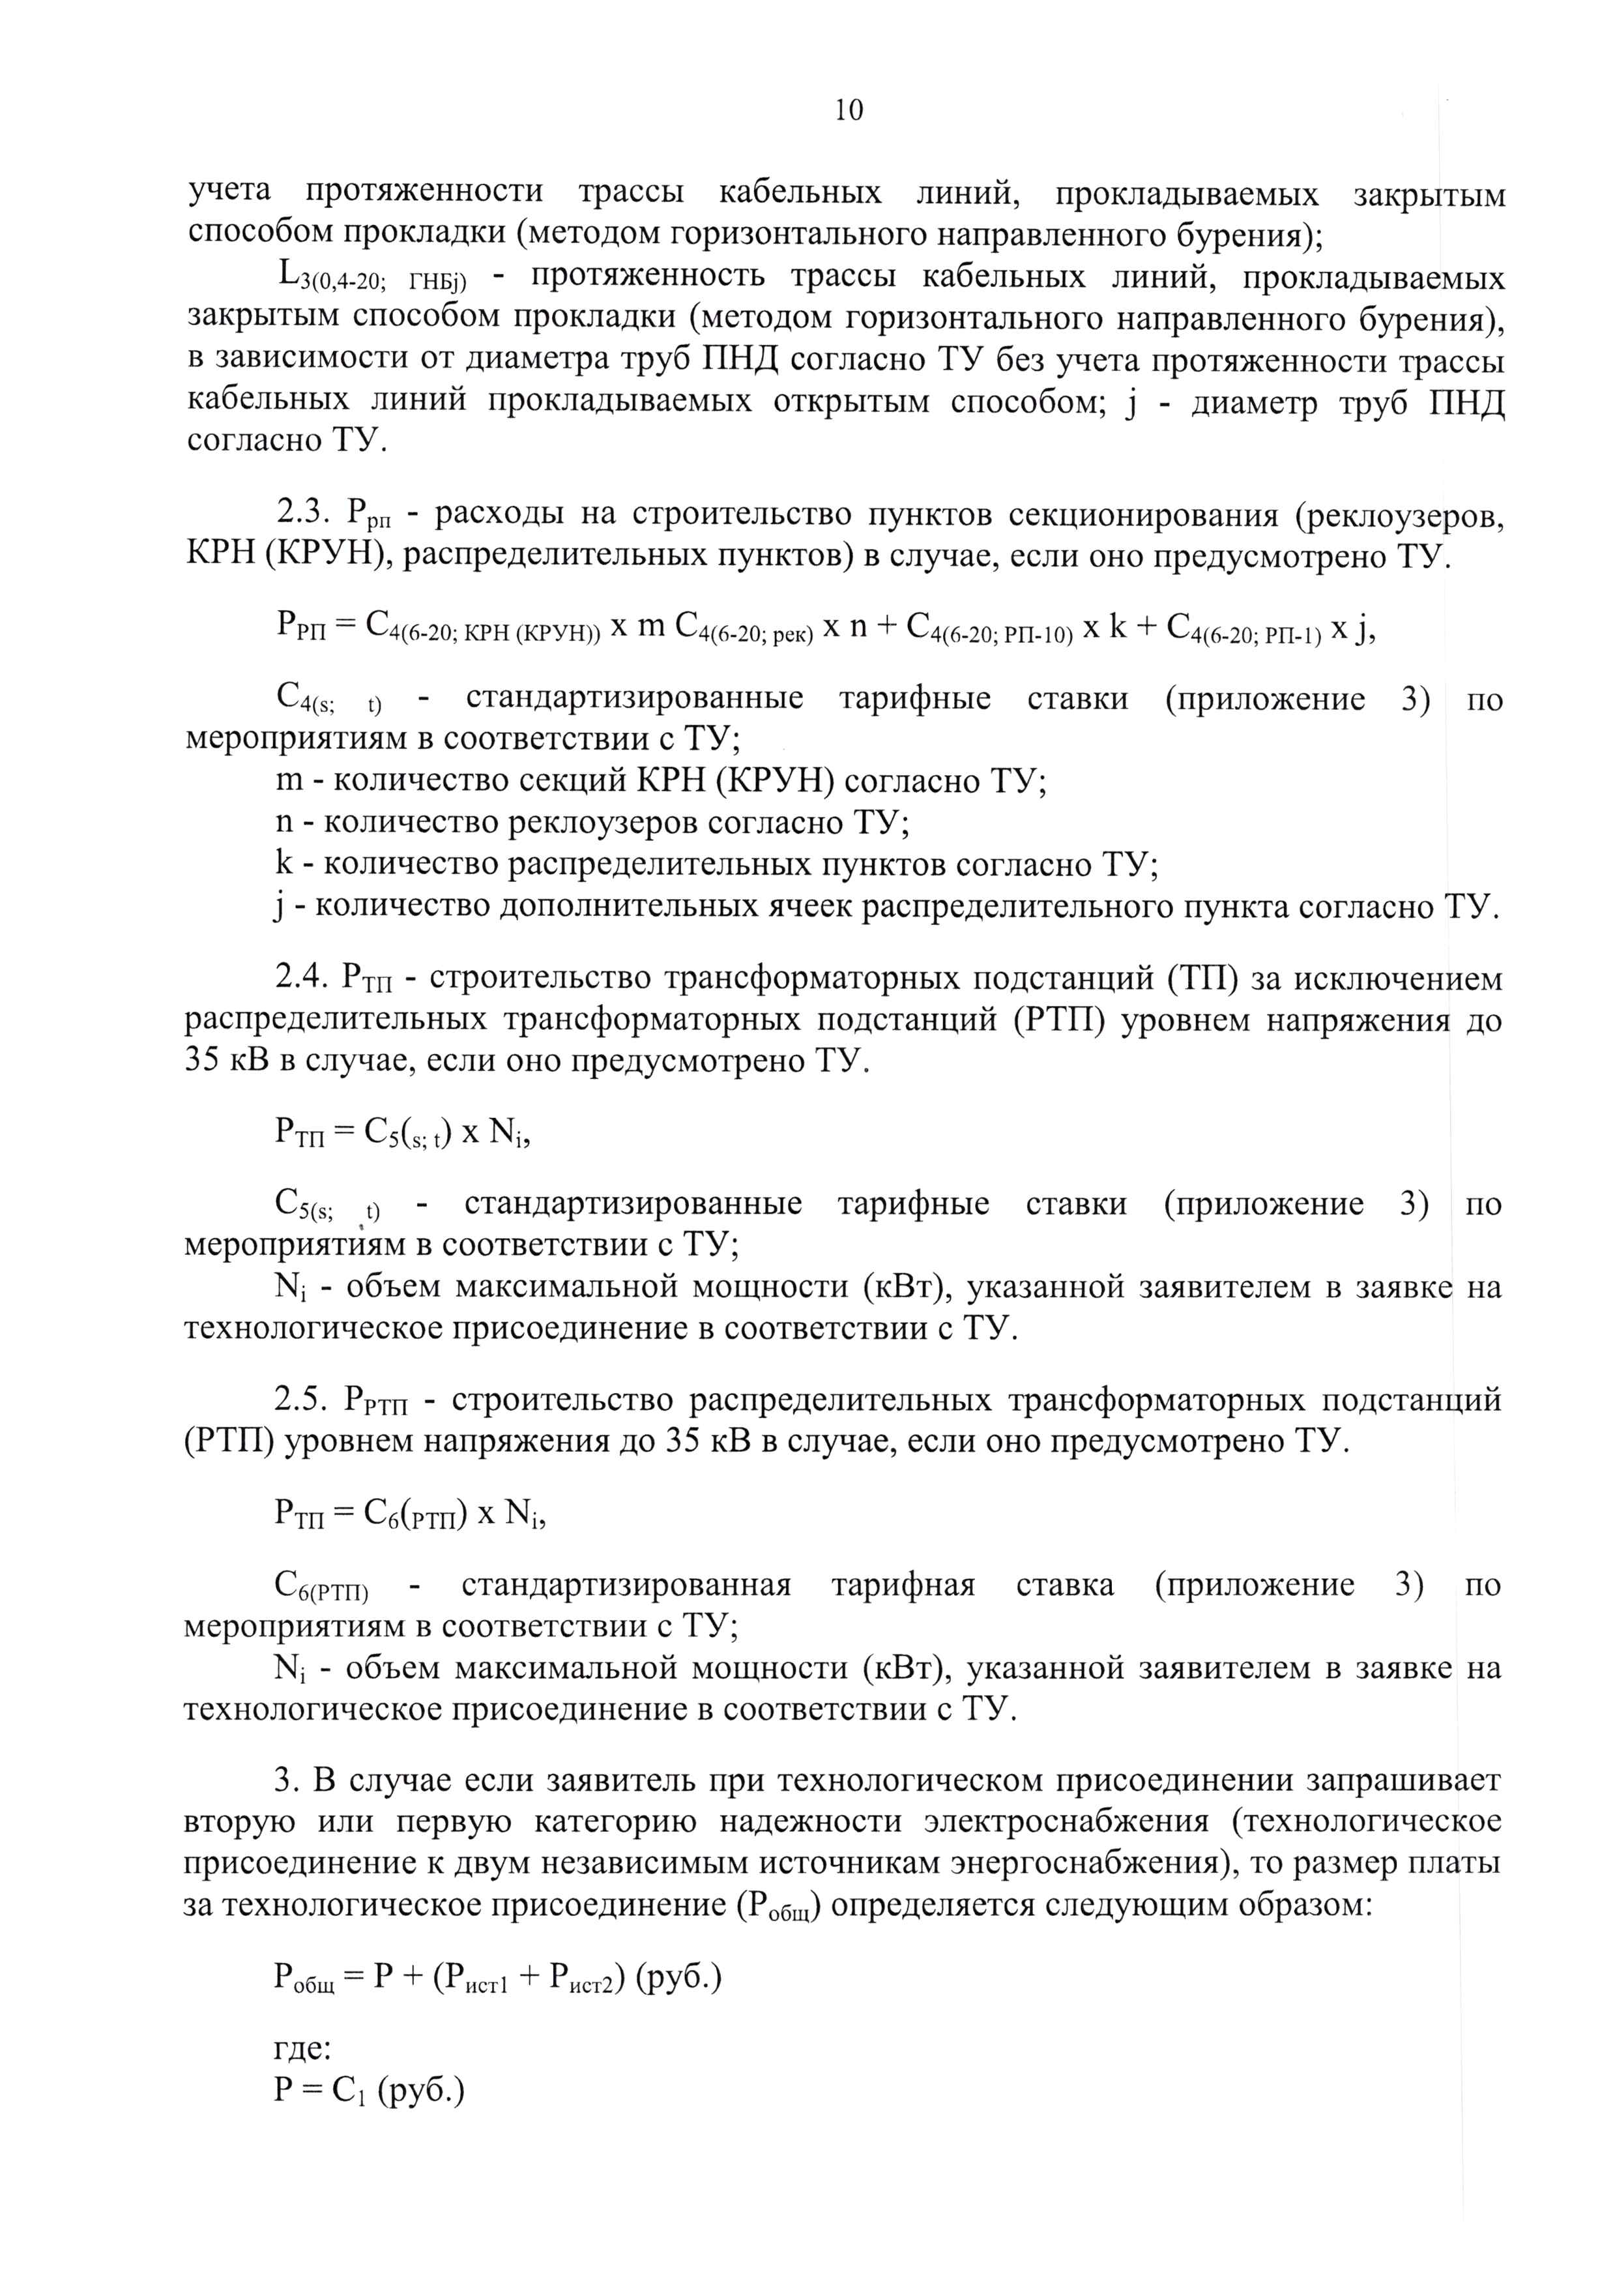 10
учета протяженности трассы кабельных линий, прокладываемых закрытым
способом прокладки (методом горизонтального направленного бурения);
L3(0,4-20; ГНБj) - протяженность трассы кабельных линий, прокладываемых
закрытым способом прокладки (методом горизонтального направленного бурения),
в зависимости от диаметра труб ПНД согласно ТУ без учета протяженности трассы
кабельных линий прокладываемых открытым способом; j - диаметр труб ПНД
согласно ТУ.
2.3. Pрп - расходы на строительство пунктов секционирования (реклоузеров,
КРН (КРУН), распределительных пунктов) в случае, если оно предусмотрено ТУ.
PРП = C4(6-20; КРН (КРУН)) x m C4(6-20; рек) x n + C4(6-20; РП-10) x k + C4(6-20; РП-1) x j,
C4(s; t) - стандартизированные тарифные ставки (приложение 3) по
мероприятиям в соответствии с ТУ;
m - количество секций КРН (КРУН) согласно ТУ;
n - количество реклоузеров согласно ТУ;
k - количество распределительных пунктов согласно ТУ;
j - количество дополнительных ячеек распределительного пункта согласно ТУ.
2.4. PТП - строительство трансформаторных подстанций (ТП) за исключением
распределительных трансформаторных подстанций (РТП) уровнем напряжения до
35 кВ в случае, если оно предусмотрено ТУ.
PТП = C5(s; t) x Ni,
C5(s; t) - стандартизированные тарифные ставки (приложение 3) по
мероприятиям в соответствии с ТУ;
Ni - объем максимальной мощности (кВт), указанной заявителем в заявке на
технологическое присоединение в соответствии с ТУ.
2.5. PРТП - строительство распределительных трансформаторных подстанций
(РТП) уровнем напряжения до 35 кВ в случае, если оно предусмотрено ТУ.
PТП = C6(РТП) x Ni,
C6(РТП) - стандартизированная тарифная ставка (приложение 3) по
мероприятиям в соответствии с ТУ;
Ni - объем максимальной мощности (кВт), указанной заявителем в заявке на
технологическое присоединение в соответствии с ТУ.
3. В случае если заявитель при технологическом присоединении запрашивает
вторую или первую категорию надежности электроснабжения (технологическое
присоединение к двум независимым источникам энергоснабжения), то размер платы
за технологическое присоединение (Pобщ) определяется следующим образом:
Pобщ = P + (Pист1 + Pист2) (руб.)
где:
P = C1 (руб.)